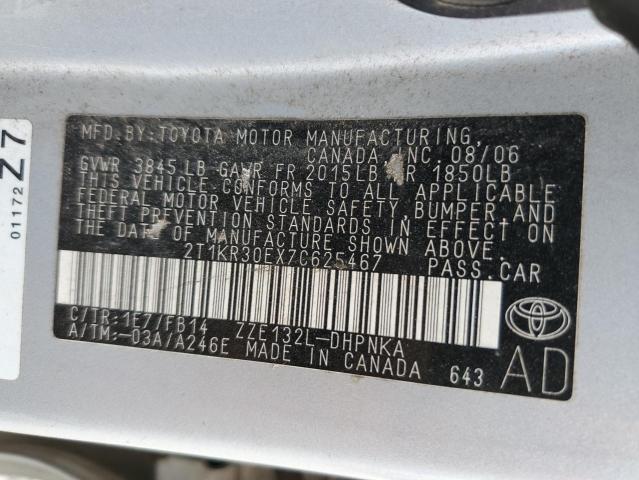 MFD. BY: TOYOTA MOTOR MANUFACTURING,
CANADA, INC. 08/06
GVWR 3845 LB GAWR FR 2015LB RR 1850LB
THIS VEHICLE CONFORMS TO ALL APPLICABLE
FEDERAL MOTOR VEHICLE SAFETY, BUMPER, AND
THEFT PREVENTION STANDARDS IN EFFECT ON
THE DATE OF MANUFACTURE SHOWN ABOVE.
2T1KR30EX7C625467 PASS. CAR
C/TR: 1E7/FB14 ZZE132L-DHPNKA
A/TM: -03A/A246E MADE IN CANADA
643
AD
TOYOTA
01172
Z7